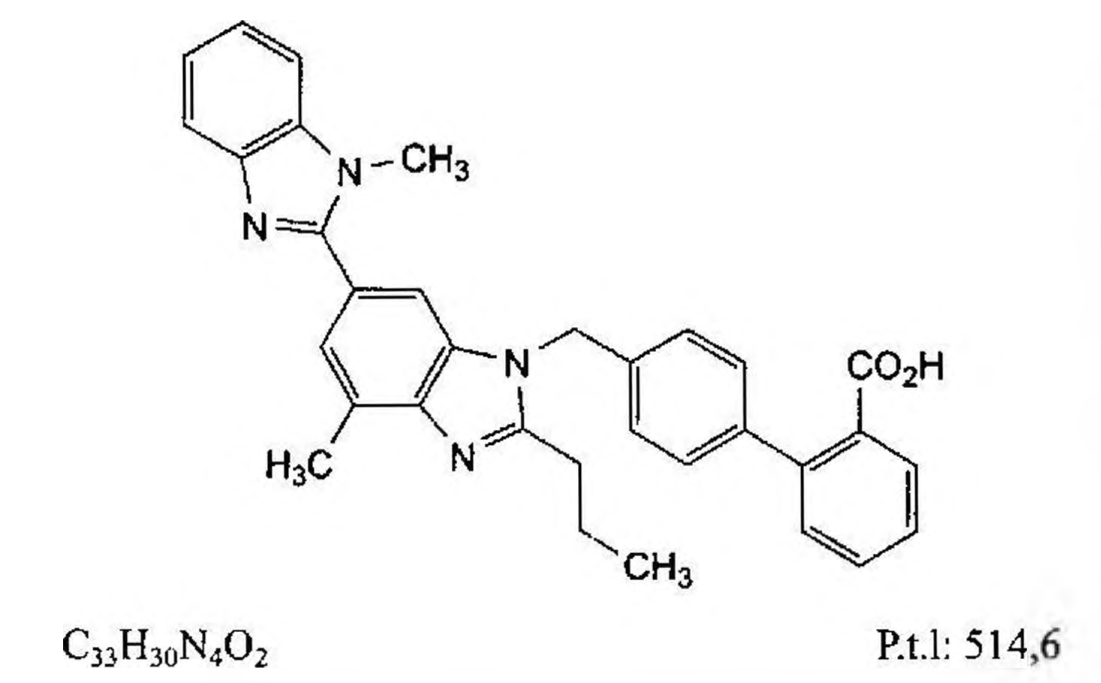 N
CH₃
N
N
CO₂H
H₃C
N
CH₃
C₃₃H₃₀N₄O₂
P.t.l: 514,6